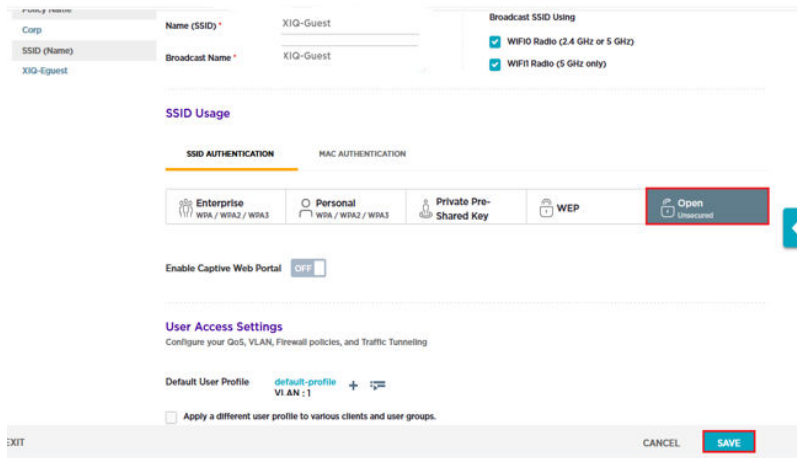 Policy Name
Corp
SSID (Name)
XIQ-Eguest
Name (SSID) *
XIQ-Guest
Broadcast Name *
XIQ-Guest
Broadcast SSID Using
WIFI0 Radio (2.4 GHz or 5 GHz)
WIFI1 Radio (5 GHz only)
SSID Usage
SSID AUTHENTICATION
MAC AUTHENTICATION
Enterprise
WPA / WPA2 / WPA3
Personal
WPA / WPA2 / WPA3
Private Pre-
Shared Key
WEP
Open
Unsecured
Enable Captive Web Portal
OFF
User Access Settings
Configure your QoS, VLAN, Firewall policies, and Traffic Tunneling
Default User Profile
default-profile
VLAN : 1
Apply a different user profile to various clients and user groups.
EXIT
CANCEL
SAVE